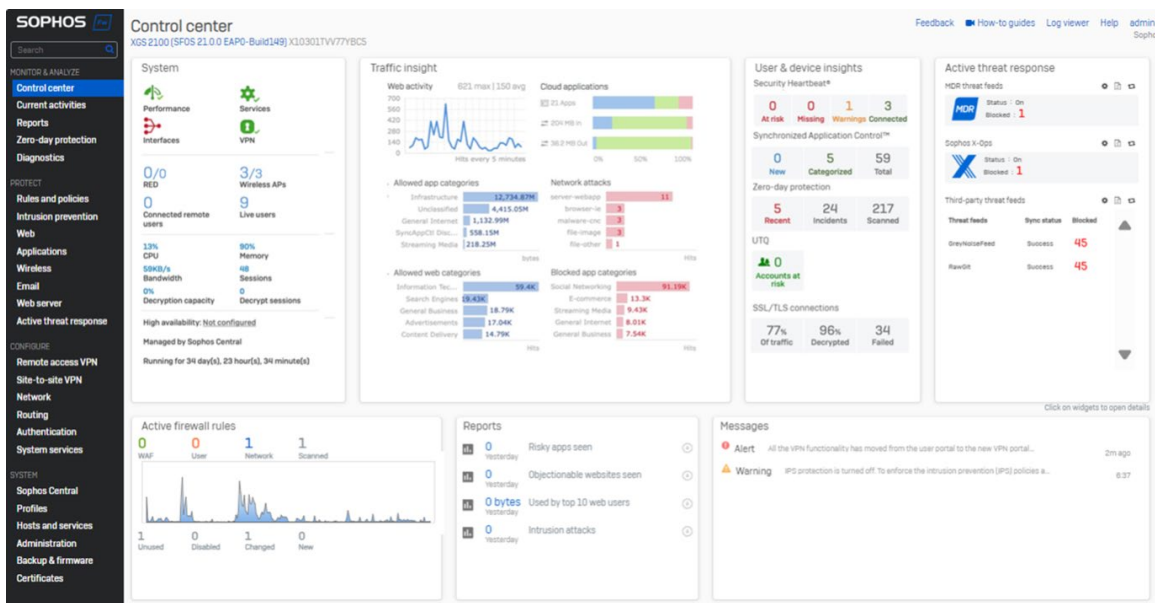 SOPHOS Fw
Search
MONITOR & ANALYZE
Control center
Current activities
Reports
Zero-day protection
Diagnostics
PROTECT
Rules and policies
Intrusion prevention
Web
Applications
Wireless
Email
Web server
Active threat response
CONFIGURE
Remote access VPN
Site-to-site VPN
Network
Routing
Authentication
System services
SYSTEM
Sophos Central
Profiles
Hosts and services
Administration
Backup & firmware
Certificates
Control center
XGS 2100 (SFOS 21.0.0 EAP0-Build149) X10301TVV77YBC5
Feedback How-to guides Log viewer Help admin
Sopho
System
Performance Services
Interfaces VPN
0/0 3/3
RED Wireless APs
0 9
Connected remote users Live users
13% 90%
CPU Memory
59KB/s 48
Bandwidth Sessions
0% 0
Decryption capacity Decrypt sessions
High availability: Not configured
Managed by Sophos Central
Running for 34 day(s), 23 hour(s), 34 minute(s)
Traffic insight
Web activity 621 max | 150 avg
700
560
420
280
140
0
Hits every 5 minutes
Cloud applications
21 Apps
204 MB In
36.2 MB Out
0% 50% 100%
Allowed app categories
Infrastructure 12,734.87M
Unclassified 4,415.05M
General Internet 1,132.99M
SyncAppCtl Disc... 558.15M
Streaming Media 218.25M
bytes
Network attacks
server-webapp 11
browser-ie 3
malware-cnc 3
file-image 3
file-other 1
Hits
Allowed web categories
Information Tec... 59.4K
Search Engines 19.43K
General Business 18.79K
Advertisements 17.04K
Content Delivery 14.79K
Hits
Blocked app categories
Social Networking 91.19K
E-commerce 13.3K
Streaming Media 9.43K
General Internet 8.01K
General Business 7.54K
Hits
User & device insights
Security Heartbeat®
0 0 1 3
At risk Missing Warnings Connected
Synchronized Application Control™
0 5 59
New Categorized Total
Zero-day protection
5 24 217
Recent Incidents Scanned
UTQ
0
Accounts at risk
SSL/TLS connections
77% 96% 34
Of traffic Decrypted Failed
Active threat response
MDR threat feeds
MDR
Status : On
Blocked : 1
Sophos X-Ops
Status : On
Blocked : 1
Third-party threat feeds
Threat feeds Sync status Blocked
GreyNoiseFeed Success 45
RawGit Success 45
Click on widgets to open details
Active firewall rules
0 0 1 1
WAF User Network Scanned
1 0 1 0
Unused Disabled Changed New
Reports
0 Risky apps seen
Yesterday
0 Objectionable websites seen
Yesterday
0 bytes Used by top 10 web users
Yesterday
0 Intrusion attacks
Yesterday
Messages
Alert All the VPN functionality has moved from the user portal to the new VPN portal... 2m ago
Warning IPS protection is turned off. To enforce the intrusion prevention (IPS) policies a... 6:37